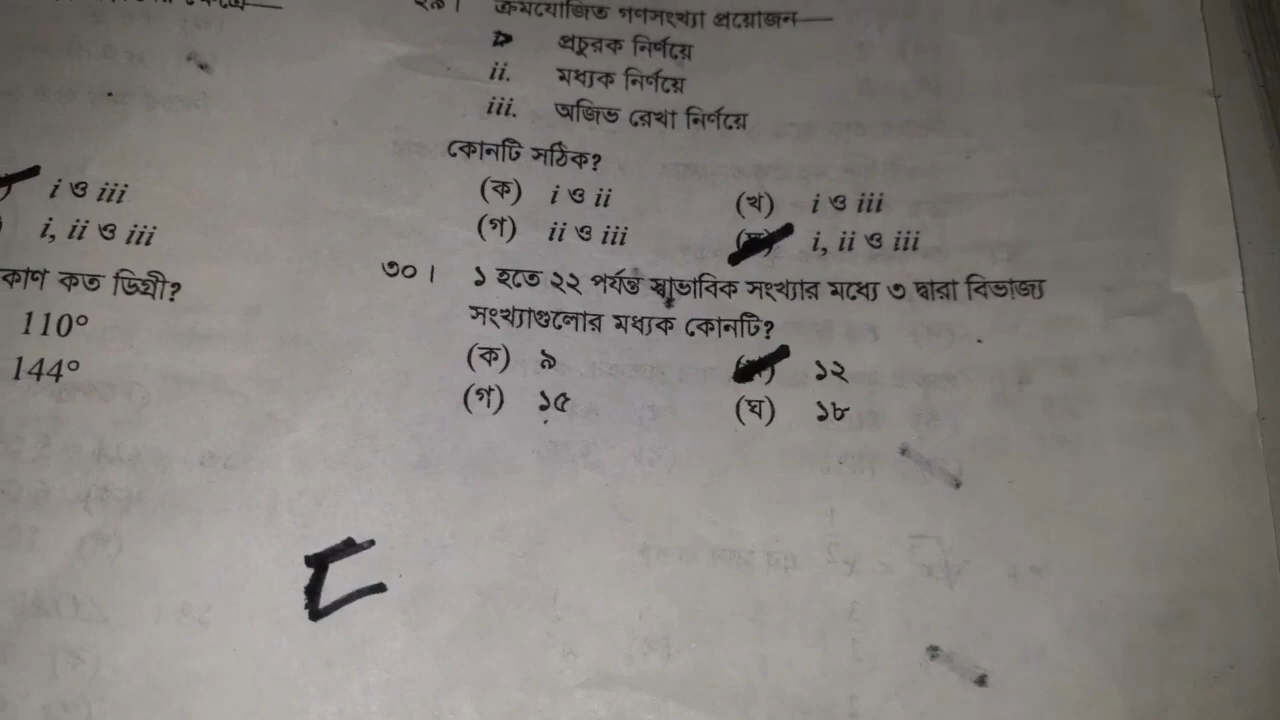 i ও iii
i, ii ও iii
কোণ কত ডিগ্রী?
110°
144°
২৯। ক্রমযোজিত গণসংখ্যা প্রয়োজন—
প্রচুরক নির্ণয়ে
ii. মধ্যক নির্ণয়ে
iii. অজিভ রেখা নির্ণয়ে
কোনটি সঠিক?
(ক) i ও ii (খ) i ও iii
(গ) ii ও iii i, ii ও iii
৩০। ১ হতে ২২ পর্যন্ত স্বাভাবিক সংখ্যার মধ্যে ৩ দ্বারা বিভাজ্য
সংখ্যাগুলোর মধ্যক কোনটি?
(ক) ৯ ১২
(গ) ১৫ (ঘ) ১৮